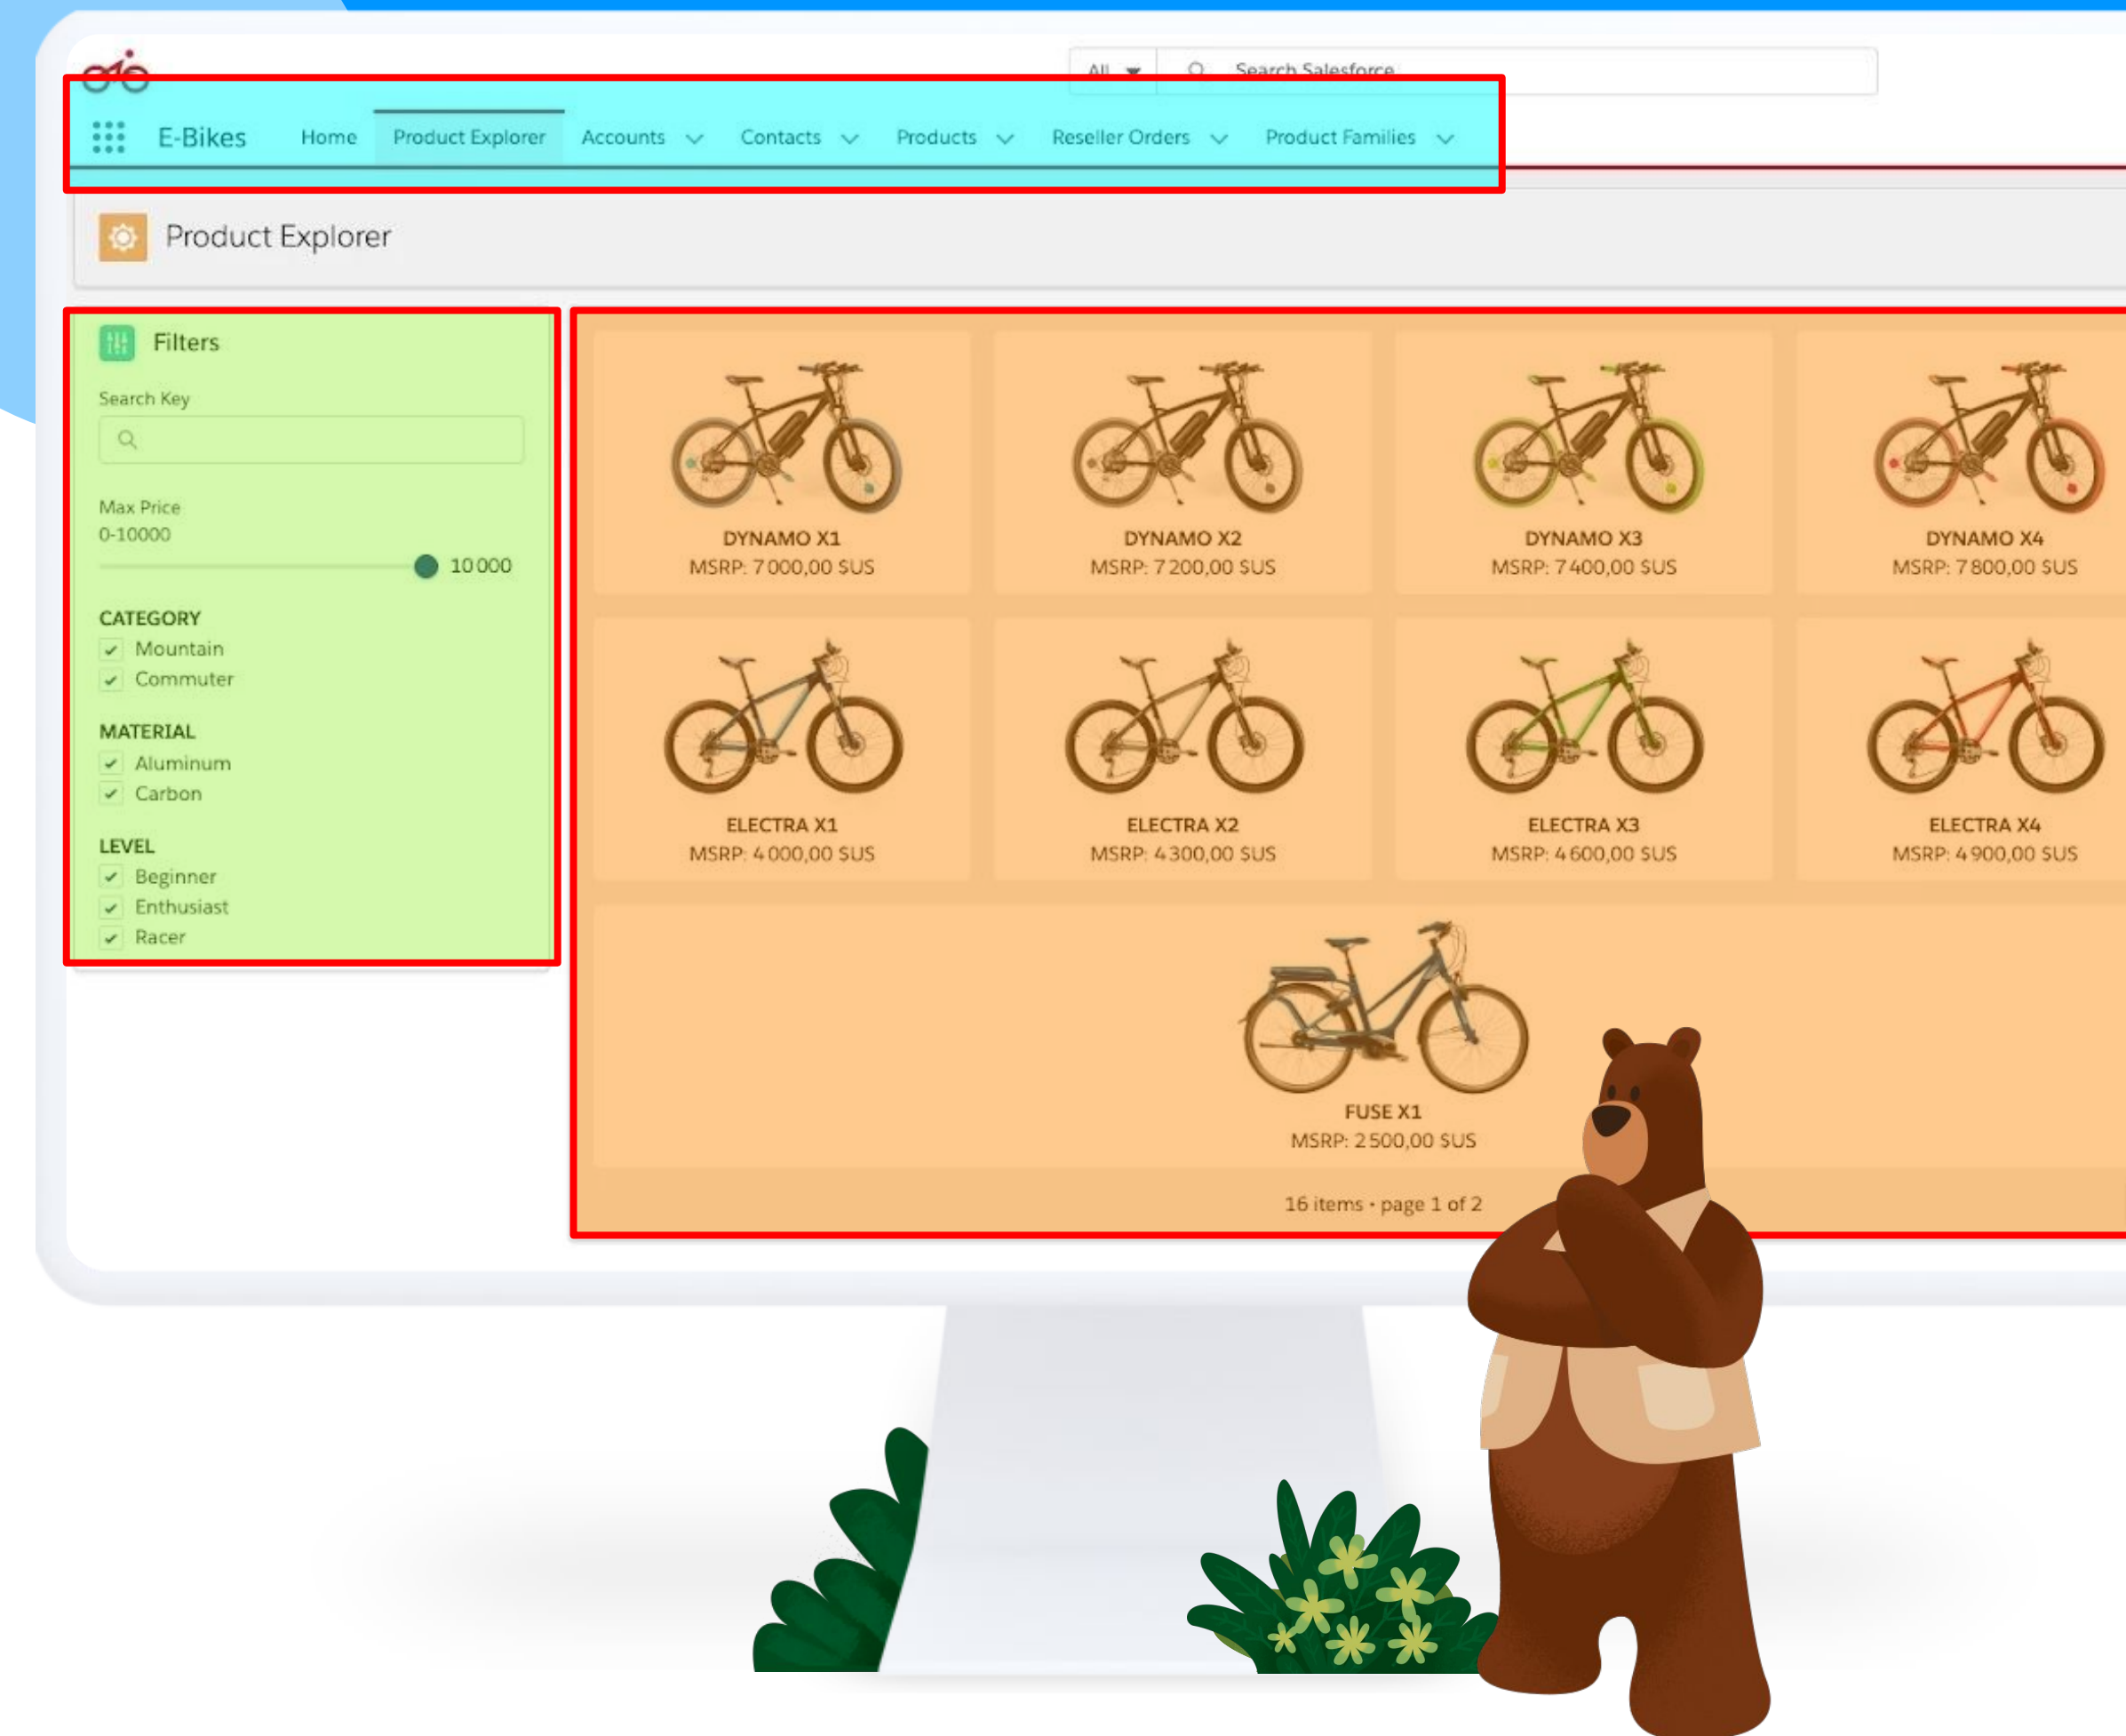 All Search Salesforce
E-Bikes Home Product Explorer Accounts Contacts Products Reseller Orders Product Families
Product Explorer
Filters
Search Key
Max Price
0-10000
10 000
CATEGORY
Mountain
Commuter
MATERIAL
Aluminum
Carbon
LEVEL
Beginner
Enthusiast
Racer
DYNAMO X1
MSRP: 7 000,00 $US
DYNAMO X2
MSRP: 7 200,00 $US
DYNAMO X3
MSRP: 7 400,00 $US
DYNAMO X4
MSRP: 7 800,00 $US
ELECTRA X1
MSRP: 4 000,00 $US
ELECTRA X2
MSRP: 4 300,00 $US
ELECTRA X3
MSRP: 4 600,00 $US
ELECTRA X4
MSRP: 4 900,00 $US
FUSE X1
MSRP: 2 500,00 $US
16 items • page 1 of 2